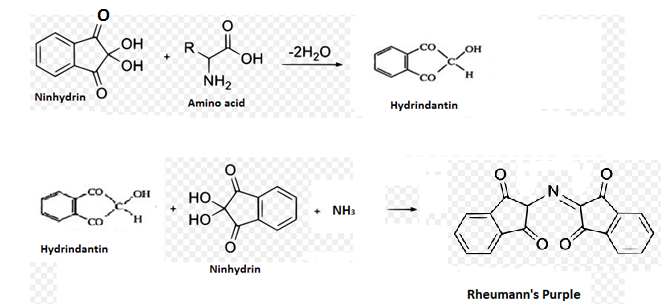 O
OH
OH
O
Ninhydrin
+
R
O
OH
NH₂
Amino acid
-2H₂O
CO
OH
C
CO
H
Hydrindantin
CO
OH
C
CO
H
Hydrindantin
+
O
HO
HO
O
Ninhydrin
+ NH₃
O
N
O
O
O
Rheumann's Purple